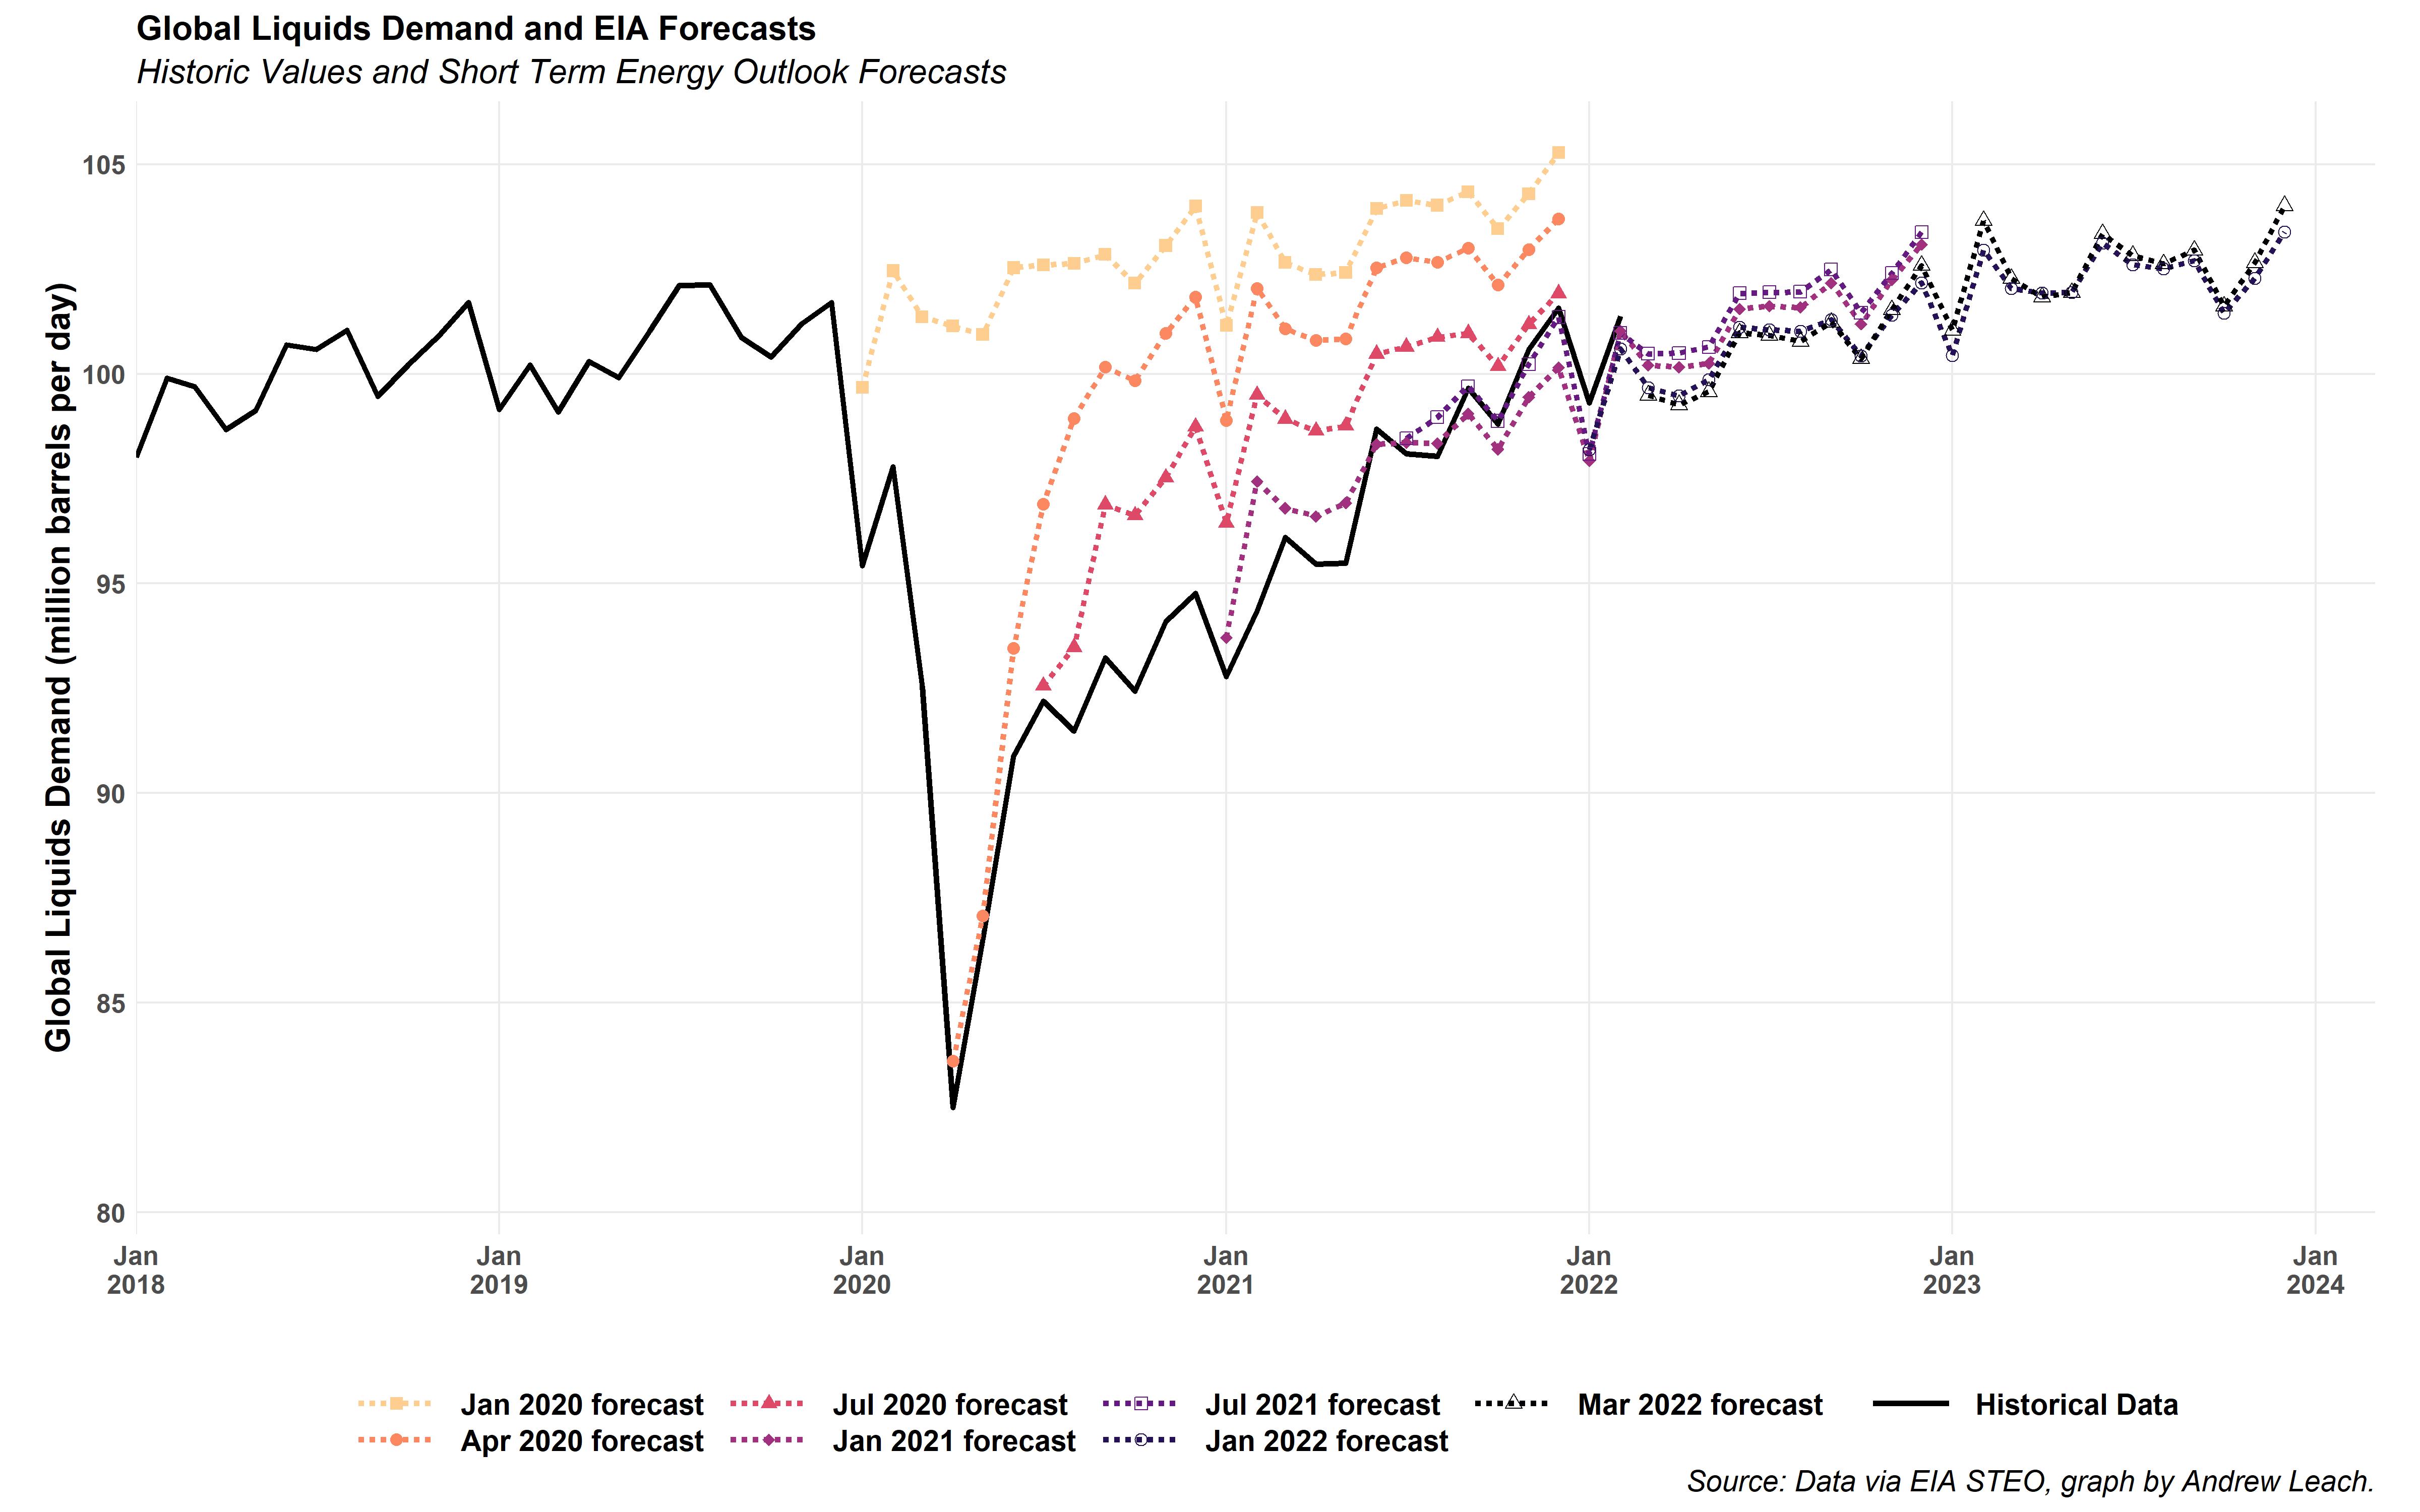 Global Liquids Demand and EIA Forecasts
Historic Values and Short Term Energy Outlook Forecasts
Global Liquids Demand (million barrels per day)
105
100
95
90
85
80
Jan
2018
Jan
2019
Jan
2020
Jan
2021
Jan
2022
Jan
2023
Jan
2024
Jan 2020 forecast
Jul 2020 forecast
Jul 2021 forecast
Mar 2022 forecast
Historical Data
Apr 2020 forecast
Jan 2021 forecast
Jan 2022 forecast
Source: Data via EIA STEO, graph by Andrew Leach.